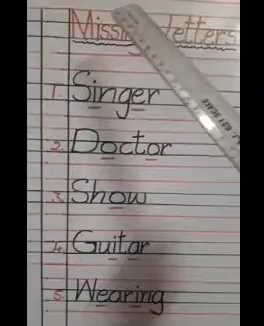 Missing letters
1. Singer
2. Doctor
3. Show
4. Guitar
5. Wearing